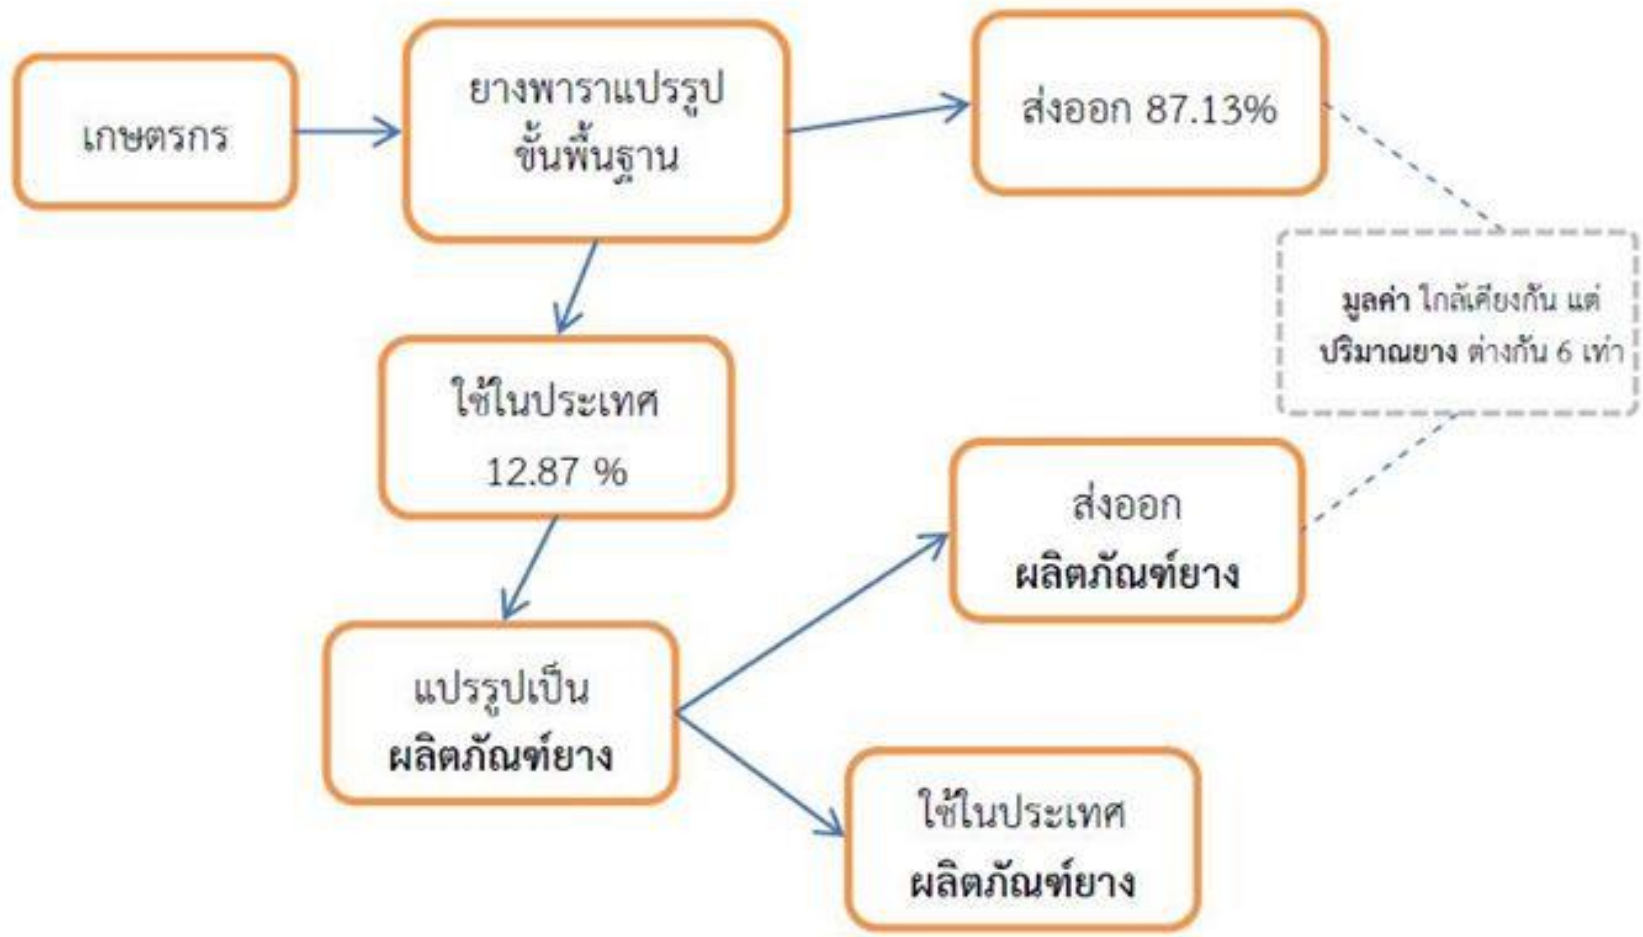 เกษตรกร
ยางพาราแปรรูป
ขั้นพื้นฐาน
ส่งออก 87.13%
มูลค่า ใกล้เคียงกัน แต่
ปริมาณยาง ต่างกัน 6 เท่า
ใช้ในประเทศ
12.87 %
ส่งออก
ผลิตภัณฑ์ยาง
แปรรูปเป็น
ผลิตภัณฑ์ยาง
ใช้ในประเทศ
ผลิตภัณฑ์ยาง